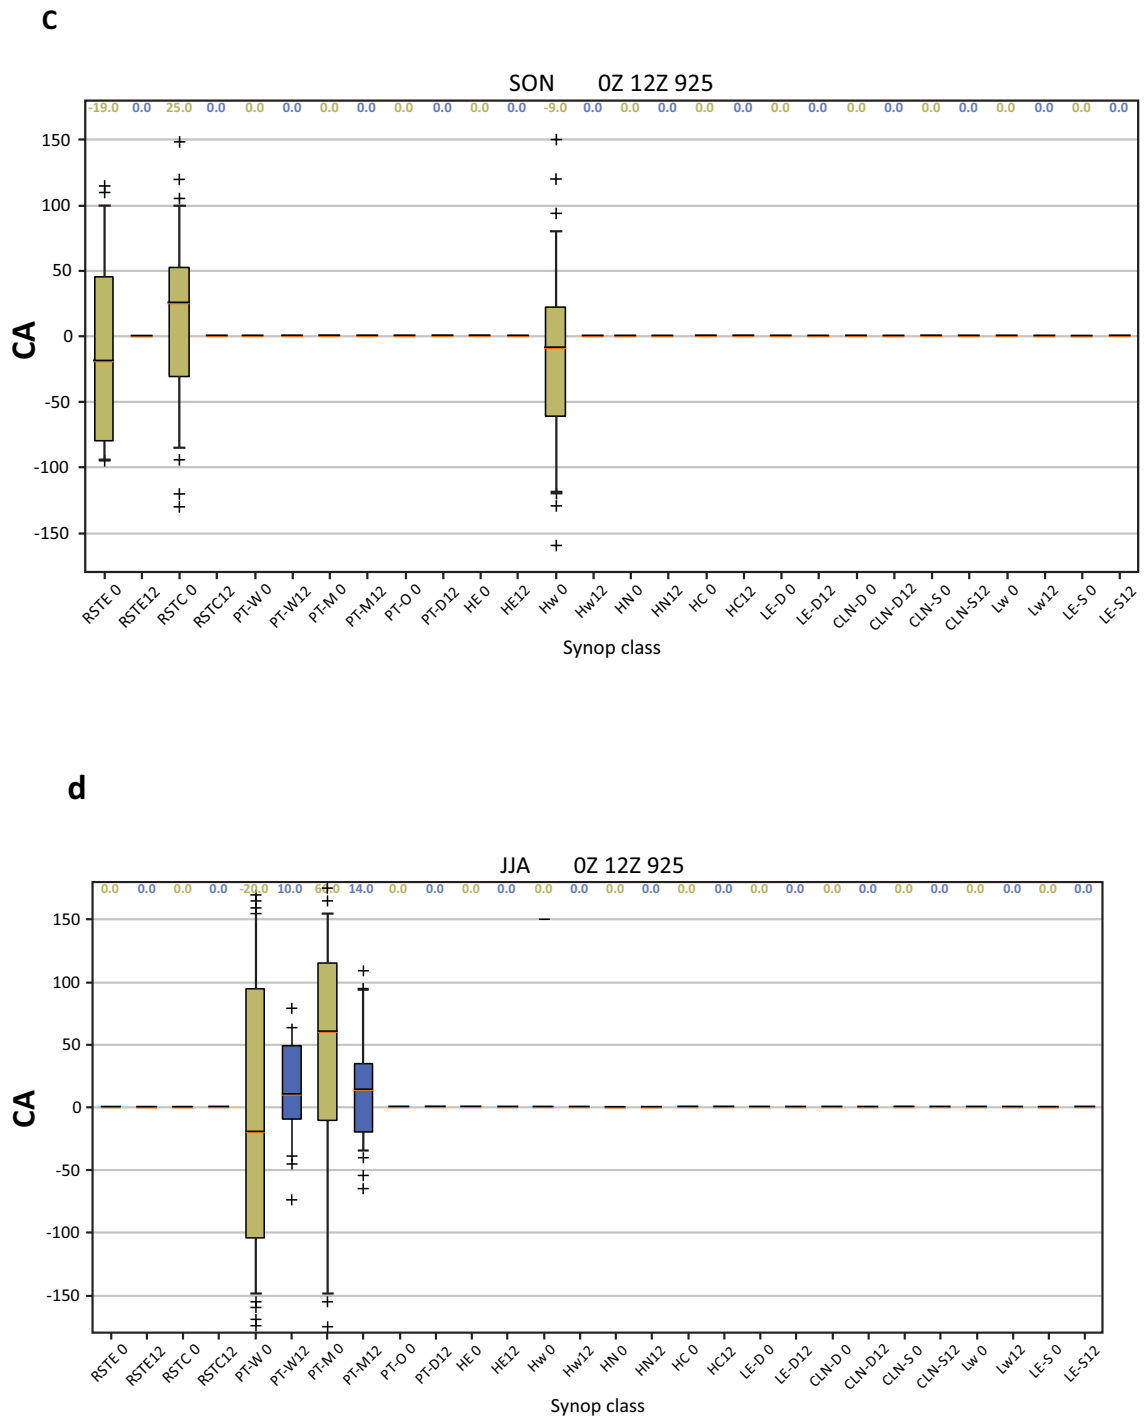 c
SON 0Z 12Z 925
-19.0 0.0 25.0 0.0 0.0 0.0 0.0 0.0 0.0 0.0 0.0 0.0 -9.0 0.0 0.0 0.0 0.0 0.0 0.0 0.0 0.0 0.0 0.0 0.0 0.0 0.0 0.0 0.0
150
100
50
0
-50
-100
-150
CA
RSTE 0 RSTE12 RSTC 0 RSTC12 PT-W 0 PT-W12 PT-M 0 PT-M12 PT-O 0 PT-D12 HE 0 HE12 Hw 0 Hw12 HN 0 HN12 HC 0 HC12 LE-D 0 LE-D12 CLN-D 0 CLN-D12 CLN-S 0 CLN-S12 Lw 0 Lw12 LE-S 0 LE-S12
Synop class
d
JJA 0Z 12Z 925
0.0 0.0 0.0 0.0 -20.0 10.0 14.0 0.0 0.0 0.0 0.0 0.0 0.0 0.0 0.0 0.0 0.0 0.0 0.0 0.0 0.0 0.0 0.0 0.0 0.0 0.0 0.0
150
100
50
0
-50
-100
-150
CA
RSTE 0 RSTE12 RSTC 0 RSTC12 PT-W 0 PT-W12 PT-M 0 PT-M12 PT-O 0 PT-D12 HE 0 HE12 Hw 0 Hw12 HN 0 HN12 HC 0 HC12 LE-D 0 LE-D12 CLN-D 0 CLN-D12 CLN-S 0 CLN-S12 Lw 0 Lw12 LE-S 0 LE-S12
Synop class